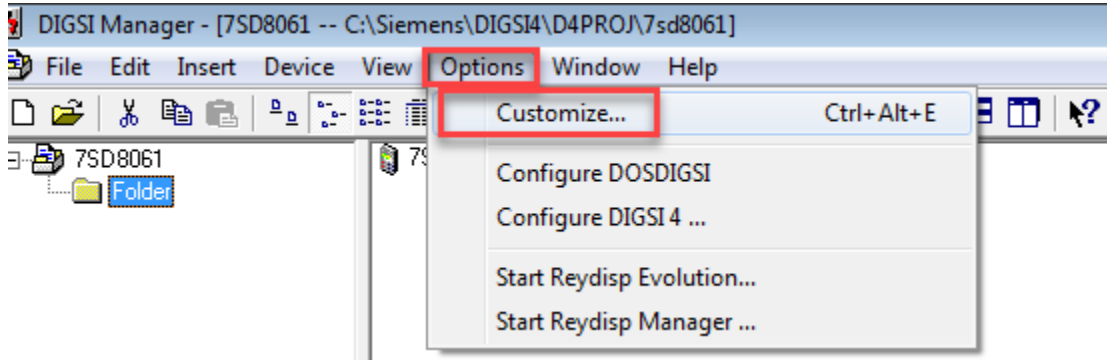 DIGSI Manager - [7SD8061 -- C:\Siemens\DIGSI4\D4PROJ\7sd8061]
File Edit Insert Device View Options Window Help
Customize... Ctrl+Alt+E
7SD8061
Folder
Configure DOSDIGSI
Configure DIGSI 4 ...
Start Reydisp Evolution...
Start Reydisp Manager ...